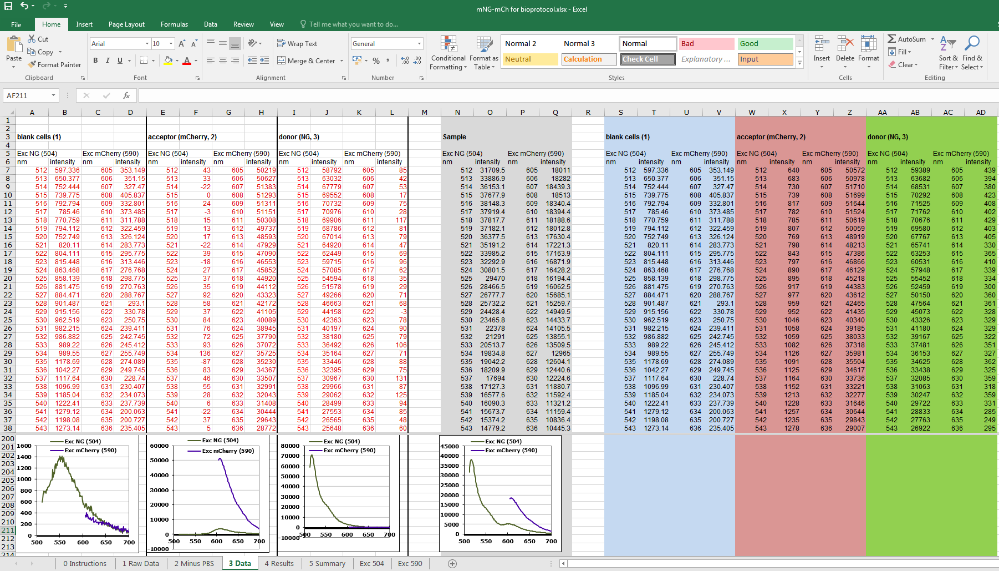 mNG-mCh for bioprotocol.xlsx - Excel
File Home Insert Page Layout Formulas Data Review View Tell me what you want to do...
Paste Cut Copy Format Painter Arial 10 Wrap Text Merge & Center General Conditional Formatting Format as Table Normal 2 Normal 3 Normal Bad Good Neutral Calculation Check Cell Explanatory ... Input Insert Delete Format AutoSum Fill Clear Sort & Filter Find & Select
Clipboard Font Alignment Number Styles Cells Editing
AF211 fx
A B C D E F G H I J K L M N O P Q R S T U V W X Y Z AA AB AC AD
1
2
3 blank cells (1) acceptor (mCherry, 2) donor (NG, 3) Sample blank cells (1) acceptor (mCherry, 2) donor (NG, 3)
4
5 Exc NG (504) Exc mCherry (590) Exc NG (504) Exc mCherry (590) Exc NG (504) Exc mCherry (590) Exc NG (504) Exc mCherry (590) Exc NG (504) Exc mCherry (590) Exc NG (504) Exc mCherry (590) Exc NG (504) Exc mCherry (590)
6 nm intensity nm intensity nm intensity nm intensity nm intensity nm intensity nm intensity nm intensity nm intensity nm intensity nm intensity nm intensity nm intensity nm intensity
7 512 597.336 605 353.149 512 43 605 50219 512 58792 605 85 512 31709.5 605 18011 512 597.336 605 353.149 512 640 605 50572 512 59389 605 439
8 513 650.377 606 351.15 513 33 606 50627 513 63032 606 42 513 33886.9 606 18282 513 650.377 606 351.15 513 683 606 50978 513 63682 606 394
9 514 752.444 607 327.47 514 -22 607 51383 514 67779 607 53 514 36153.1 607 18439.3 514 752.444 607 327.47 514 730 607 51710 514 68531 607 380
10 515 739.775 608 405.837 515 0 608 51293 515 69552 608 17 515 37677.9 608 18513 515 739.775 608 405.837 515 739 608 51699 515 70292 608 423
11 516 792.794 609 332.801 516 24 609 51311 516 70732 609 75 516 38148.3 609 18340.4 516 792.794 609 332.801 516 817 609 51644 516 71525 609 408
12 517 785.46 610 373.485 517 -3 610 51151 517 70976 610 28 517 37919.4 610 18394.4 517 785.46 610 373.485 517 782 610 51524 517 71762 610 402
13 518 770.759 611 311.788 518 15 611 50308 518 69906 611 117 518 37817.7 611 18188.6 518 770.759 611 311.788 518 785 611 50619 518 70676 611 429
14 519 794.112 612 322.459 519 13 612 49737 519 68786 612 81 519 37182.1 612 18012.8 519 794.112 612 322.459 519 807 612 50059 519 69580 612 403
15 520 752.749 613 326.124 520 17 613 48593 520 67014 613 79 520 36377.5 613 17630.4 520 752.749 613 326.124 520 769 613 48919 520 67767 613 405
16 521 820.11 614 283.773 521 -22 614 47929 521 64920 614 47 521 35191.2 614 17221.3 521 820.11 614 283.773 521 798 614 48213 521 65741 614 330
17 522 804.111 615 295.775 522 39 615 47090 522 62449 615 69 522 33985.2 615 17163.9 522 804.111 615 295.775 522 843 615 47386 522 63253 615 365
18 523 815.448 616 313.446 523 -18 616 46553 523 59715 616 96 523 32292.9 616 16871.9 523 815.448 616 313.446 523 797 616 46866 523 60531 616 410
19 524 863.468 617 276.768 524 27 617 45852 524 57085 617 62 524 30801.5 617 16428.2 524 863.468 617 276.768 524 890 617 46129 524 57948 617 339
20 525 858.139 618 298.775 525 37 618 44920 525 54594 618 35 525 29470 618 16194.4 525 858.139 618 298.775 525 895 618 45218 525 55452 618 334
21 526 881.475 619 270.763 526 35 619 44112 526 51578 619 29 526 28466.5 619 16062.5 526 881.475 619 270.763 526 917 619 44383 526 52459 619 300
22 527 884.471 620 288.767 527 92 620 43323 527 49266 620 71 527 26777.7 620 15685.1 527 884.471 620 288.767 527 977 620 43612 527 50150 620 360
23 528 901.487 621 293.1 528 58 621 42172 528 46663 621 68 528 25732.2 621 15259.7 528 901.487 621 293.1 528 959 621 42465 528 47564 621 361
24 529 915.156 622 330.78 529 37 622 41105 529 44158 622 -3 529 24428.4 622 14949.5 529 915.156 622 330.78 529 952 622 41435 529 45073 622 328
25 530 962.519 623 250.75 530 84 623 40089 530 42363 623 78 530 23465.8 623 14433.7 530 962.519 623 250.75 530 1046 623 40340 530 43326 623 329
26 531 982.215 624 239.411 531 76 624 38945 531 40197 624 90 531 22378 624 14105.5 531 982.215 624 239.411 531 1058 624 39185 531 41180 624 329
27 532 986.882 625 242.745 532 72 625 37790 532 38180 625 79 532 21291 625 13855.1 532 986.882 625 242.745 532 1059 625 38033 532 39167 625 322
28 533 989.22 626 245.412 533 93 626 37072 533 36492 626 106 533 20513.7 626 13509.5 533 989.22 626 245.412 533 1082 626 37318 533 37481 626 351
29 534 989.55 627 255.749 534 136 627 35725 534 35164 627 71 534 19834.8 627 12965 534 989.55 627 255.749 534 1126 627 35981 534 36153 627 327
30 535 1178.69 628 274.089 535 -87 628 35230 535 33446 628 88 535 19042.2 628 12604.1 535 1178.69 628 274.089 535 1091 628 35504 535 34625 628 362
31 536 1042.27 629 249.745 536 83 629 34367 536 32395 629 75 536 18209.9 629 12440.6 536 1042.27 629 249.745 536 1125 629 34617 536 33438 629 325
32 537 1117.64 630 228.74 537 46 630 33507 537 30967 630 131 537 17694 630 12224.6 537 1117.64 630 228.74 537 1164 630 33736 537 32085 630 359
33 538 1096.99 631 230.407 538 55 631 32991 538 29966 631 87 538 17127.3 631 11880.7 538 1096.99 631 230.407 538 1152 631 33221 538 31063 631 318
34 539 1185.04 632 234.073 539 28 632 32043 539 29062 632 125 539 16577.6 632 11592.4 539 1185.04 632 234.073 539 1213 632 32277 539 30247 632 359
35 540 1222.41 633 237.739 540 6 633 31408 540 28499 633 94 540 16090.3 633 11321.2 540 1222.41 633 237.739 540 1228 633 31646 540 29722 633 331
36 541 1279.12 634 200.063 541 -22 634 30444 541 27553 634 85 541 15673.7 634 11159.4 541 1279.12 634 200.063 541 1257 634 30644 541 28833 634 285
37 542 1198.08 635 200.727 542 37 635 29643 542 26565 635 48 542 15374.2 635 10836.4 542 1198.08 635 200.727 542 1235 635 29843 542 27763 635 249
38 543 1273.14 636 235.405 543 5 636 28772 543 25648 636 60 543 14779.2 636 10445.3 543 1273.14 636 235.405 543 1278 636 29007 543 26922 636 295
200 201 202 203 204 205 206 207 208 209 210 211 212 213 214
Exc NG (504)
Exc mCherry (590)
1600 1400 1200 1000 800 600 400 200 0
500 550 600 650 700
Exc NG (504)
Exc mCherry (590)
60000 50000 40000 30000 20000 10000 0 -10000
500 550 600 650 700
Exc NG (504)
Exc mCherry (590)
80000 70000 60000 50000 40000 30000 20000 10000 0 -10000
500 550 600 650 700
Exc NG (504)
Exc mCherry (590)
45000 40000 35000 30000 25000 20000 15000 10000 5000 0
500 550 600 650 700
0 Instructions 1 Raw Data 2 Minus PBS 3 Data 4 Results 5 Summary Exc 504 Exc 590